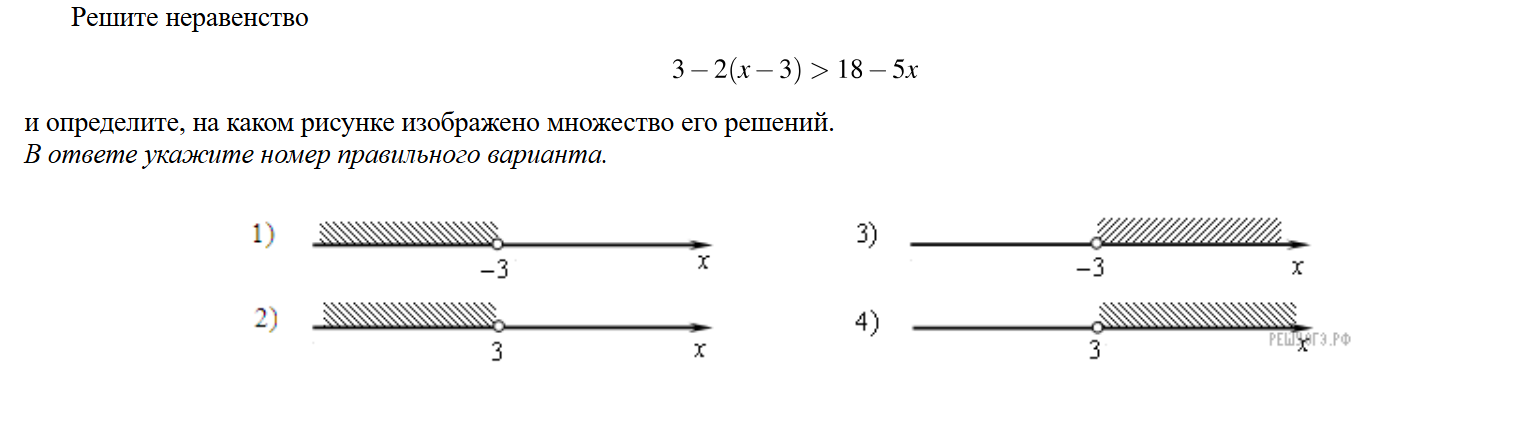 Решите неравенство
3 − 2(x − 3) > 18 − 5x
и определите, на каком рисунке изображено множество его решений.
В ответе укажите номер правильного варианта.
1)
−3
x
2)
3
x
3)
−3
x
4)
3
x
РЕШУОГЭ.РФ